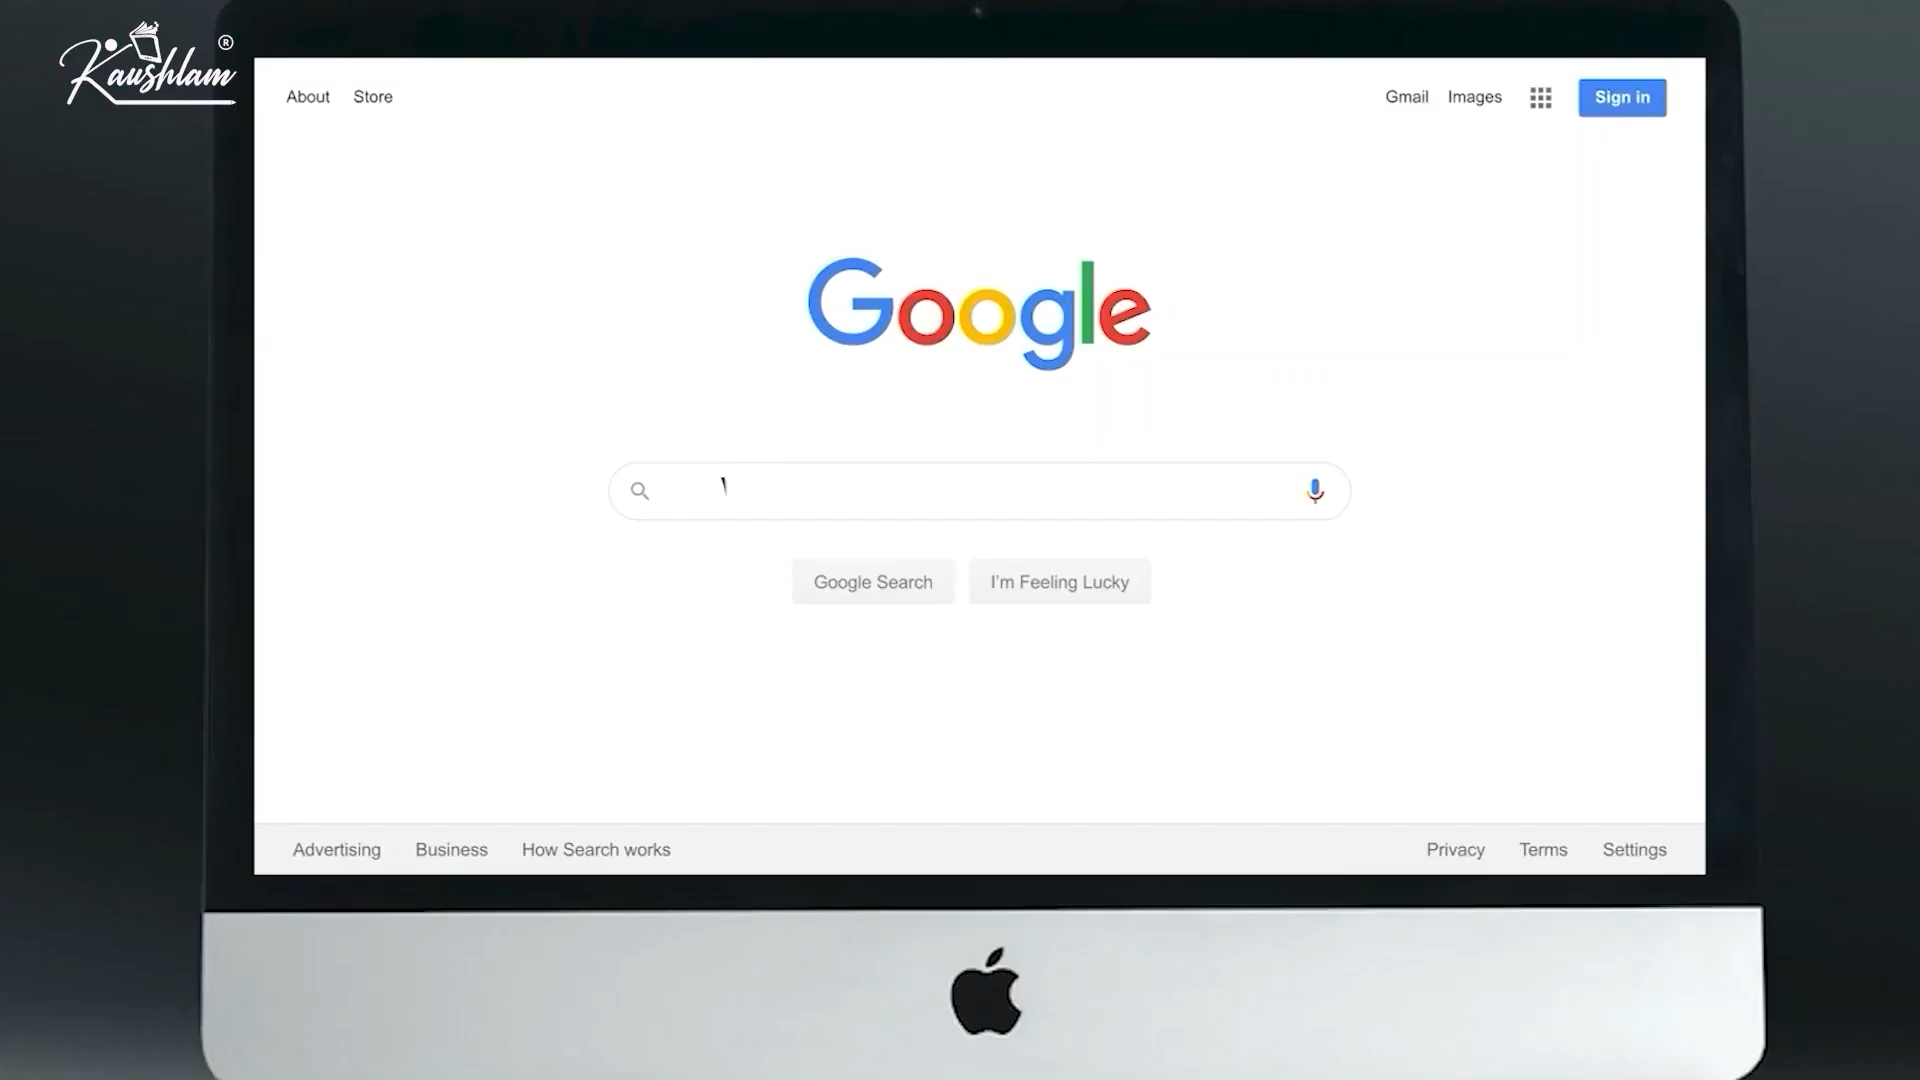 Kaushlam ®
About Store Gmail Images Sign in
Google
Google Search I'm Feeling Lucky
Advertising Business How Search works Privacy Terms Settings